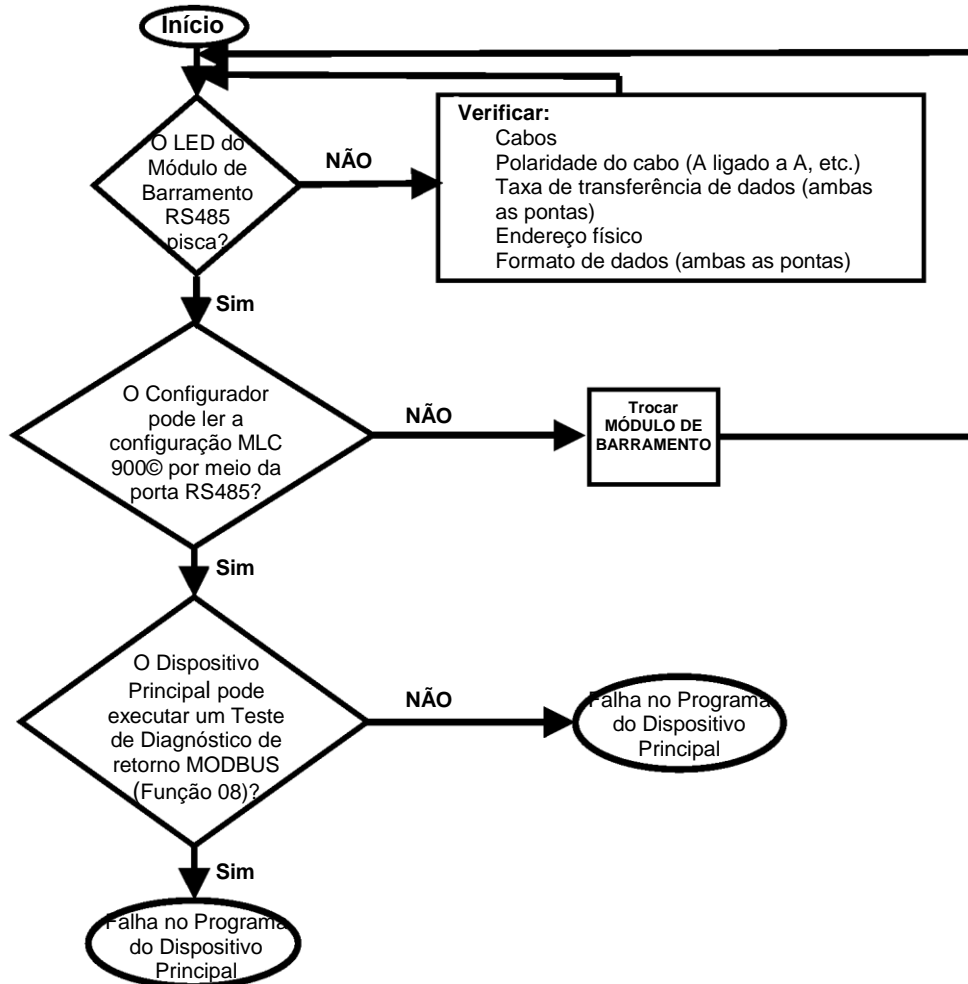 Início
O LED do
Módulo de
Barramento
RS485
pisca?
NÃO
Verificar:
Cabos
Polaridade do cabo (A ligado a A, etc.)
Taxa de transferência de dados (ambas
as pontas)
Endereço físico
Formato de dados (ambas as pontas)
Sim
O Configurador
pode ler a
configuração MLC
900© por meio da
porta RS485?
NÃO
Trocar
MÓDULO DE
BARRAMENTO
Sim
O Dispositivo
Principal pode
executar um Teste
de Diagnóstico de
retorno MODBUS
(Função 08)?
NÃO
Falha no Programa
do Dispositivo
Principal
Sim
Falha no Programa
do Dispositivo
Principal